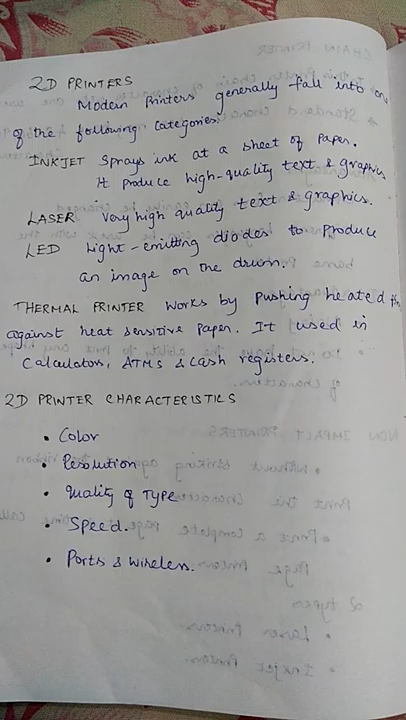 2D PRINTERS
Modern Printers generally fall into one
of the following categories.
INKJET Sprays ink at a sheet of Paper.
It produce high-quality text & graphics.
LASER Very high quality text & graphics.
LED Light-emitting diodes to produce
an image on the drum.
THERMAL PRINTER Works by pushing heated
against heat sensitive paper. It used in
Calculators, ATMs & cash registers.
2D PRINTER CHARACTERISTICS
• Color
• Resolution
• Quality of Type
• Speed.
• Ports & wireless.